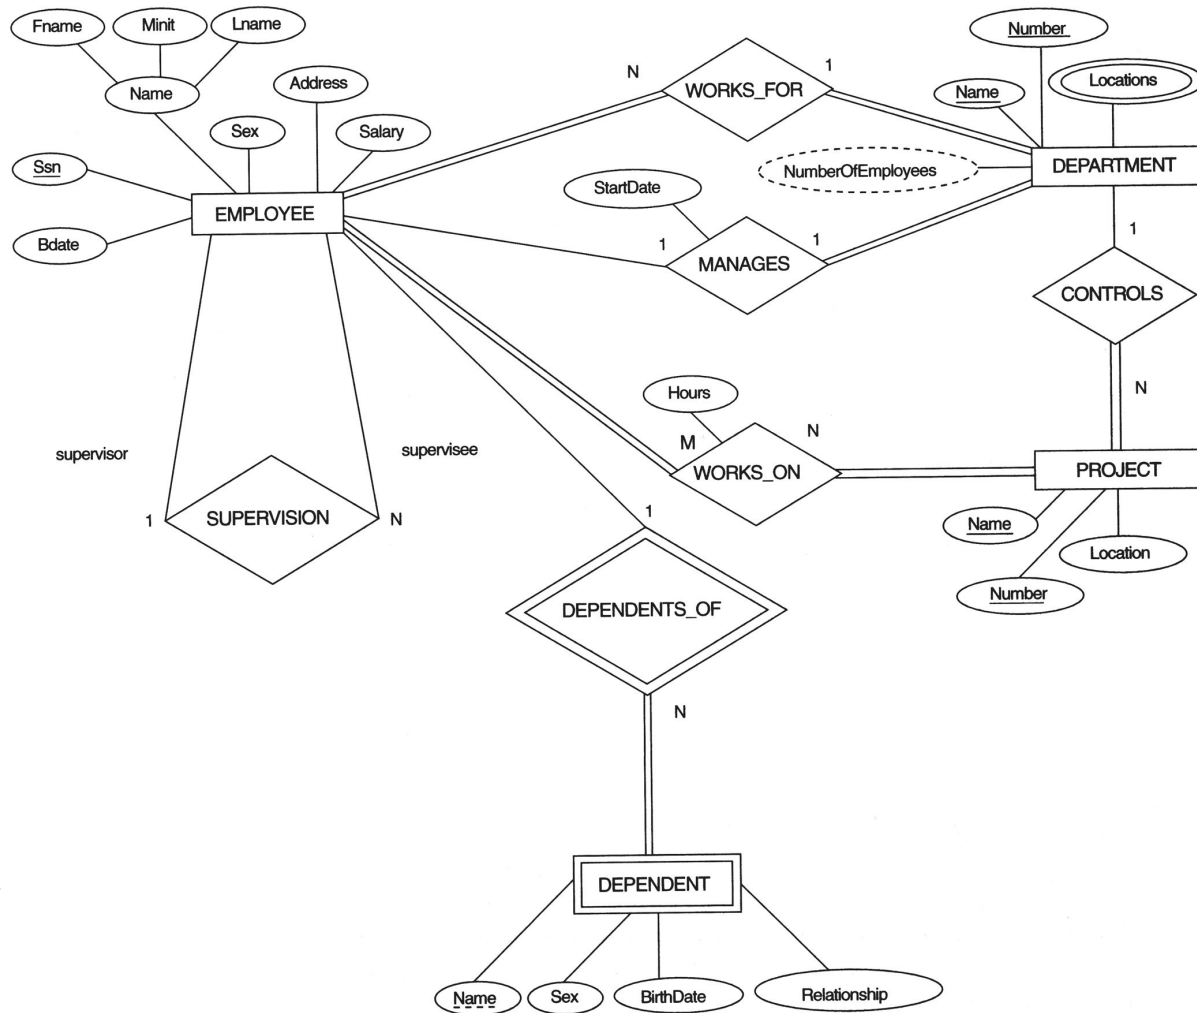 Fname
Minit
Lname
Number
Name
Address
N
1
WORKS_FOR
Locations
Name
Sex
Salary
Ssn
NumberOfEmployees
DEPARTMENT
StartDate
EMPLOYEE
Bdate
1
1
MANAGES
1
CONTROLS
Hours
N
M
N
supervisor
supervisee
WORKS_ON
PROJECT
1
SUPERVISION
N
1
Name
Location
Number
DEPENDENTS_OF
N
DEPENDENT
Name
Sex
BirthDate
Relationship